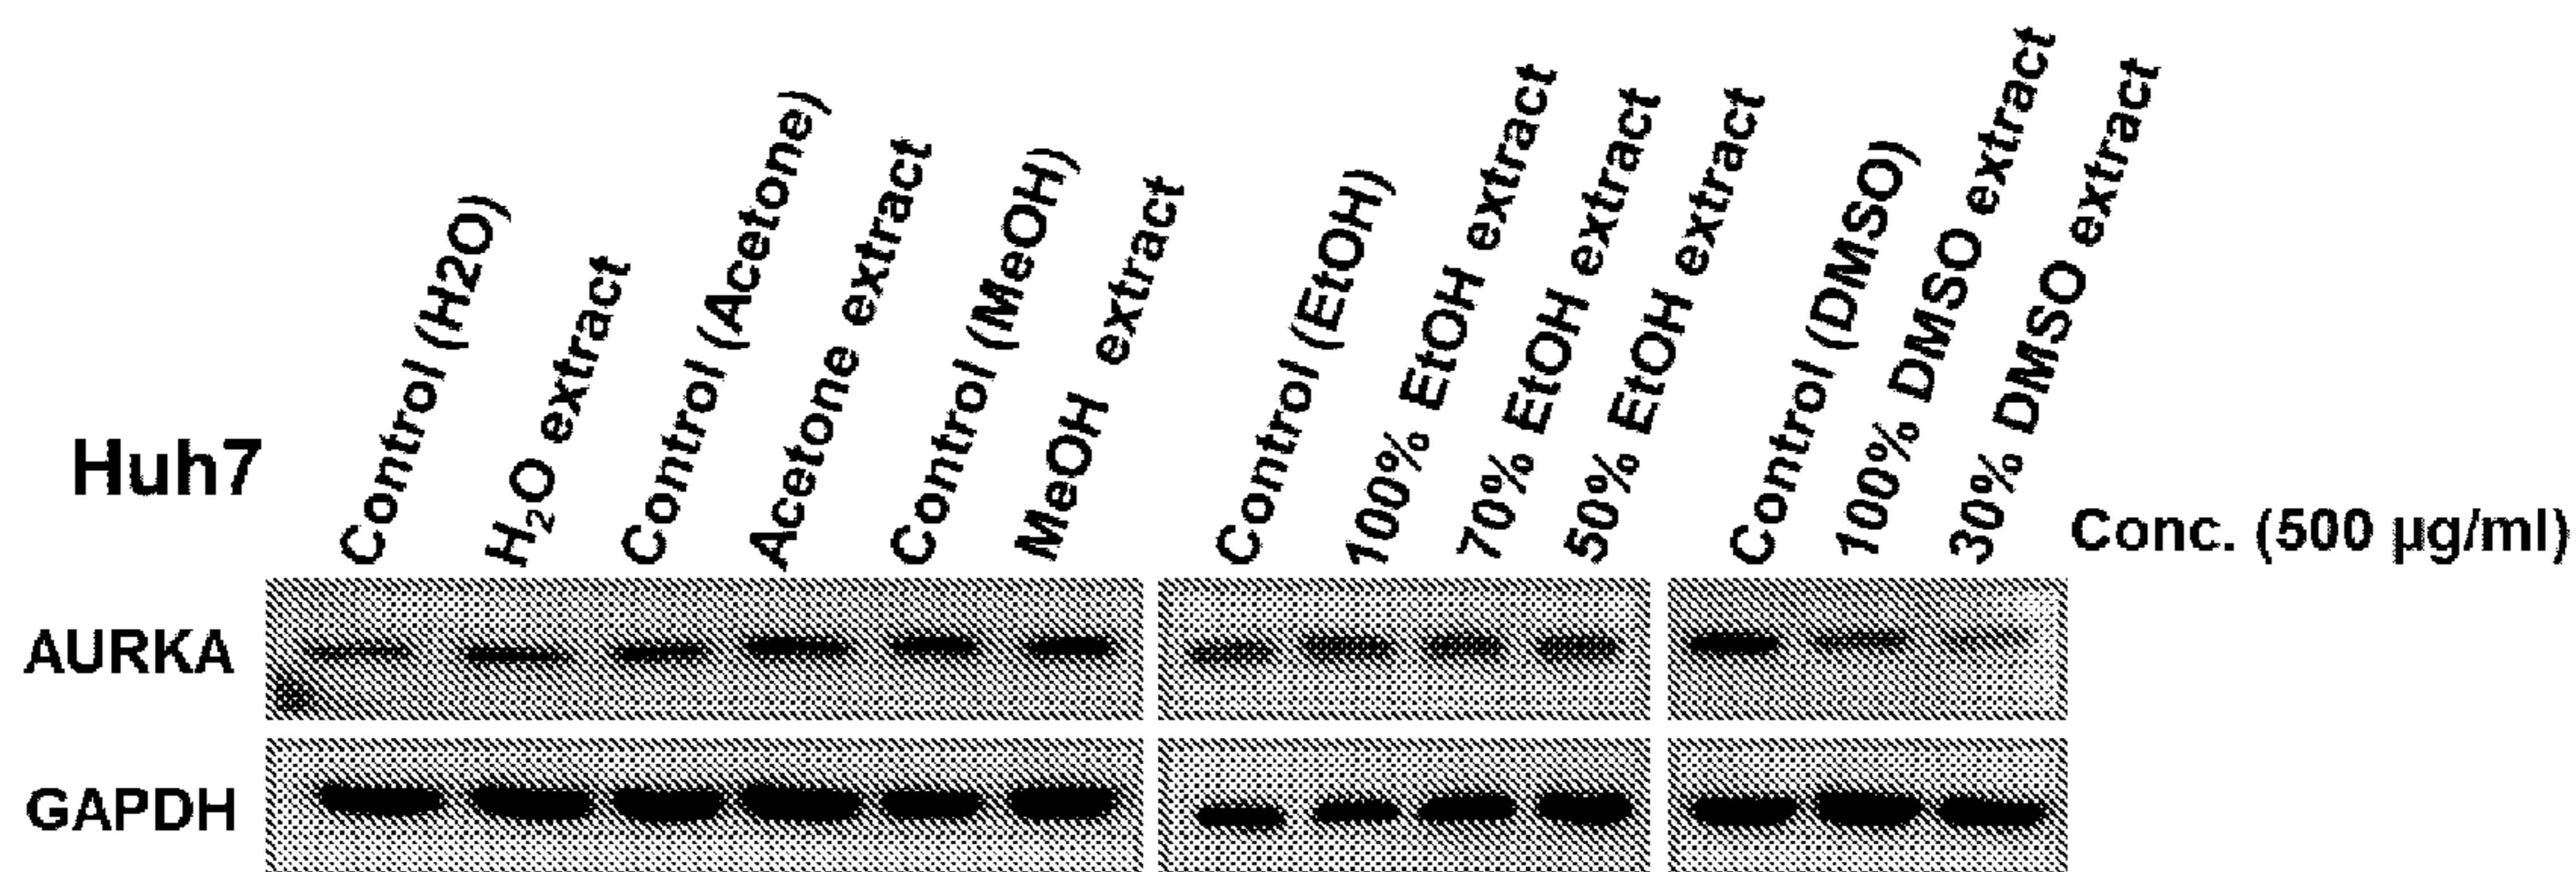 Huh7
Control (H2O)
H₂O extract
Control (Acetone)
Acetone extract
Control (MeOH)
MeOH extract
Control (EtOH)
100% EtOH extract
70% EtOH extract
50% EtOH extract
Control (DMSO)
100% DMSO extract
30% DMSO extract
Conc. (500 µg/ml)
AURKA
GAPDH